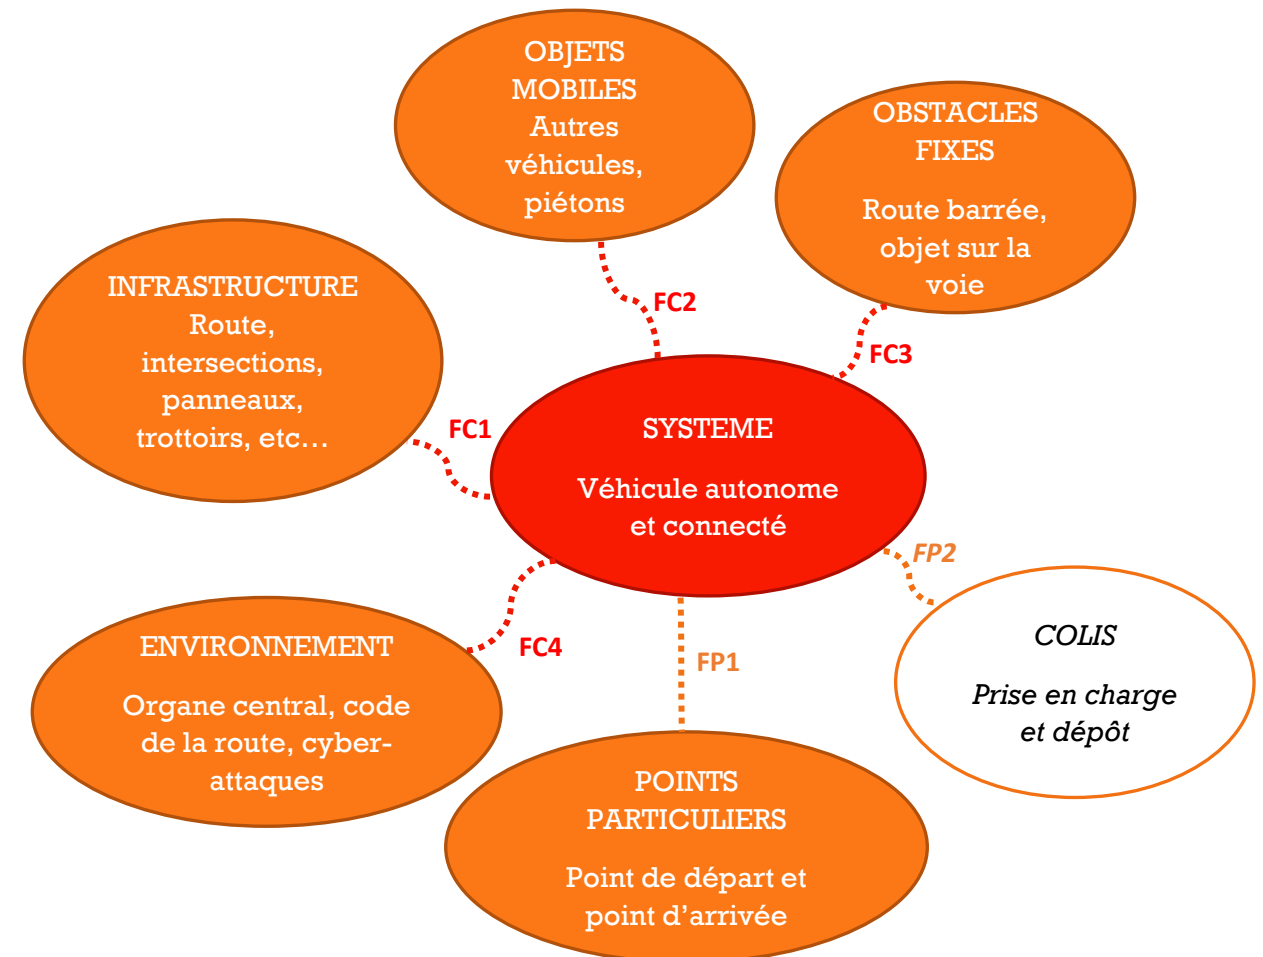 OBJETS
MOBILES
Autres
véhicules,
piétons
OBSTACLES
FIXES
Route barrée,
objet sur la
voie
INFRASTRUCTURE
Route,
intersections,
panneaux,
trottoirs, etc…
FC2
FC3
FC1
SYSTEME
Véhicule autonome
et connecté
FP2
FC4
FP1
ENVIRONNEMENT
Organe central, code
de la route, cyber-
attaques
COLIS
Prise en charge
et dépôt
POINTS
PARTICULIERS
Point de départ et
point d’arrivée